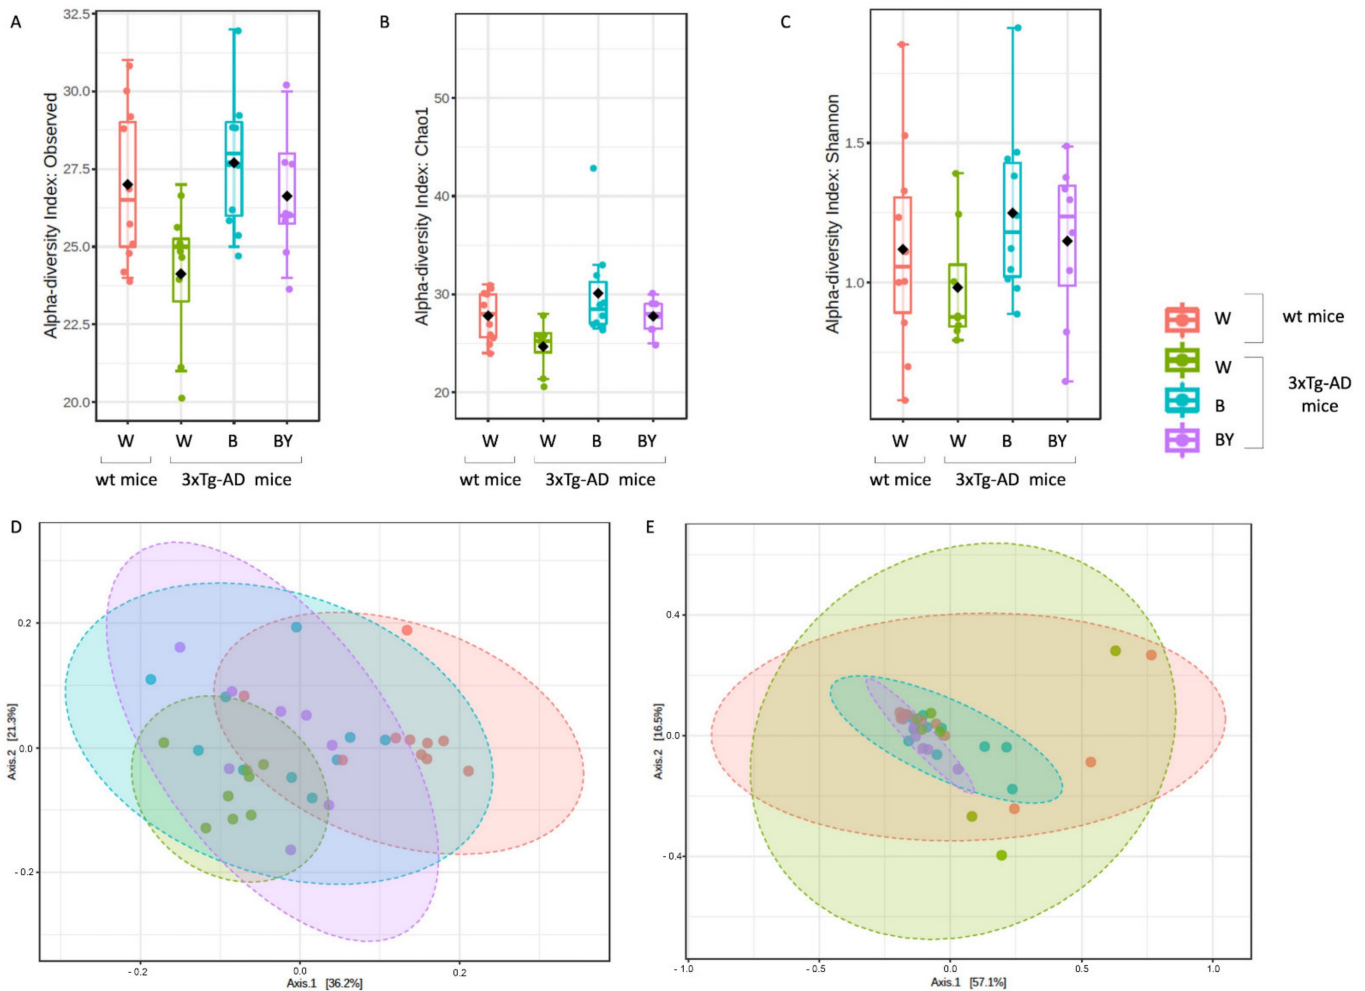 A
Alpha-diversity Index: Observed
32.5
30.0
27.5
25.0
22.5
20.0
W W B BY
wt mice 3xTg-AD mice
B
Alpha-diversity Index: Chao1
50
40
30
20
W W B BY
wt mice 3xTg-AD mice
C
Alpha-diversity Index: Shannon
1.5
1.0
W W B BY
wt mice 3xTg-AD mice
W wt mice
W
B
BY
3xTg-AD
mice
D
Axis.2 [21.3%]
0.2
0.0
-0.2
-0.2 0.0 0.2
Axis.1 [36.2%]
E
Axis.2 [16.5%]
0.4
0.0
-0.4
-1.0 -0.5 0.0 0.5 1.0
Axis.1 [57.1%]